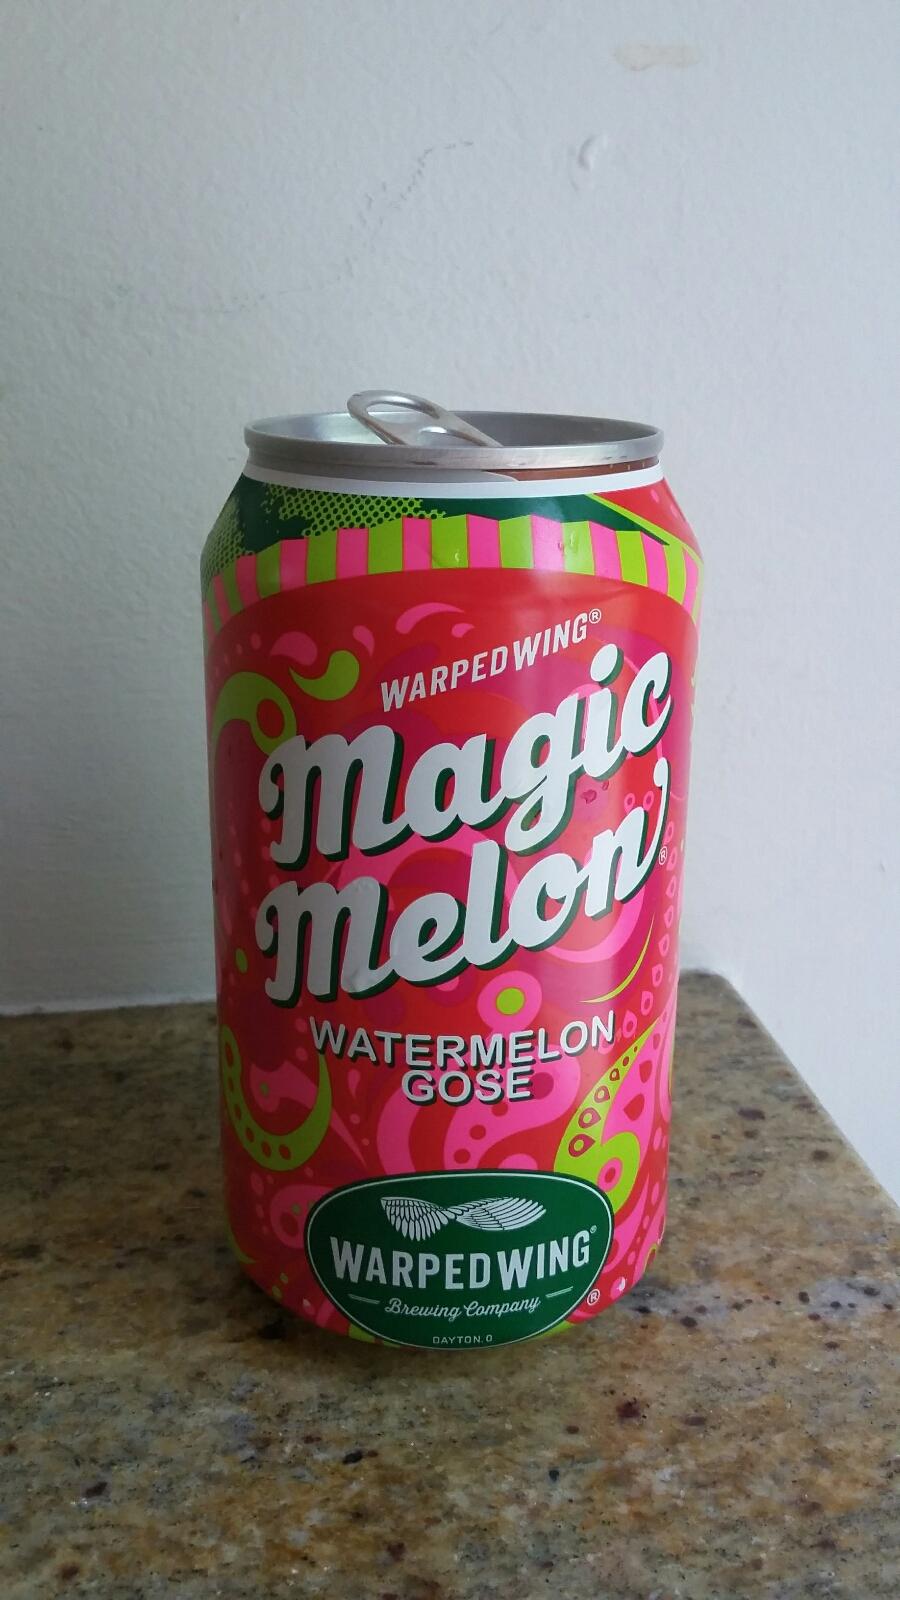 WARPEDWING®
Magic
Melon®
WATERMELON
GOSE
WARPEDWING®
Brewing Company
®
DAYTON, O